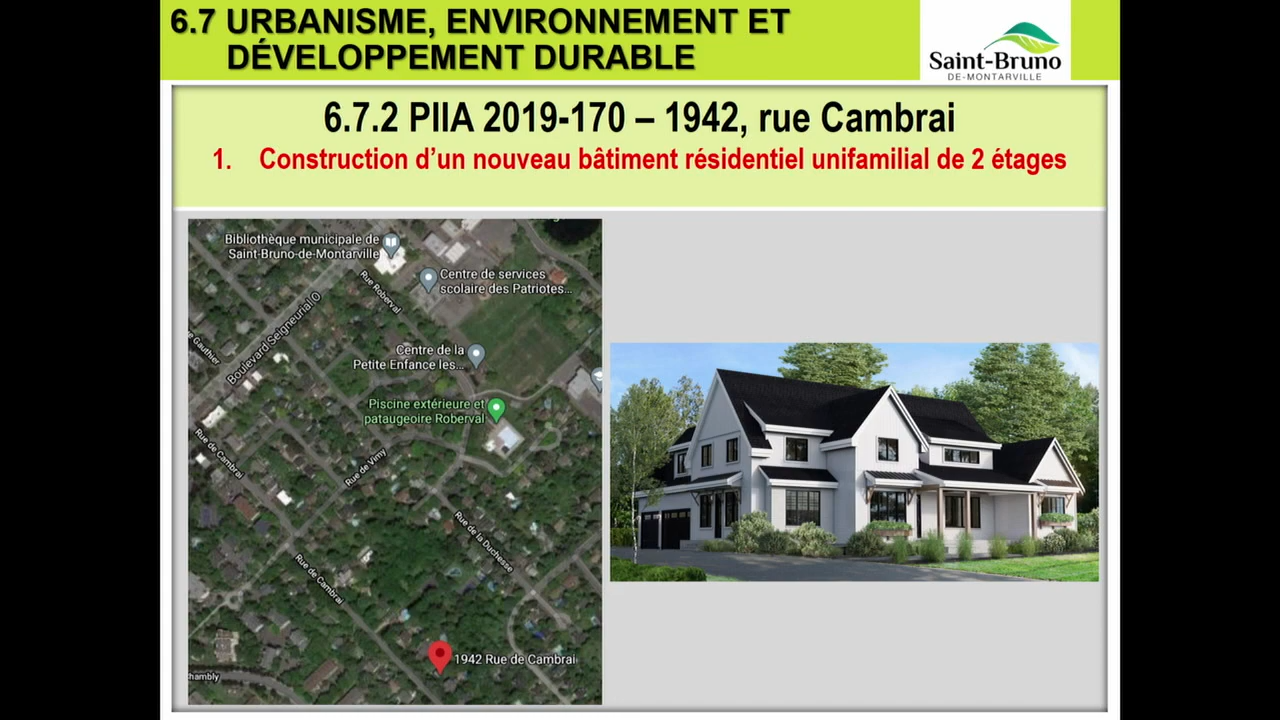 6.7 URBANISME, ENVIRONNEMENT ET
DÉVELOPPEMENT DURABLE
Saint-Bruno
DE-MONTARVILLE
6.7.2 PIIA 2019-170 – 1942, rue Cambrai
1. Construction d’un nouveau bâtiment résidentiel unifamilial de 2 étages
Bibliothèque municipale de
Saint-Bruno-de-Montarville
Centre de services
scolaire des Patriotes...
Rue Roberval
Boulevard Seigneurial O
Gauthier
Centre de la
Petite Enfance les...
Piscine extérieure et
pataugeoire Roberval
Rue de Cambrai
Rue de Vimy
Rue de la Duchesse
Rue de Cambrai
1942 Rue de Cambrai
hambly